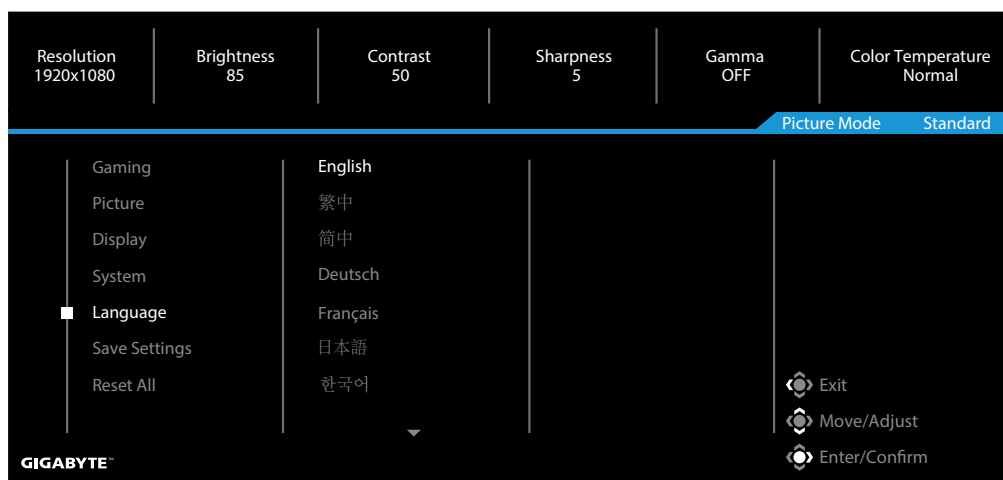 Resolution
1920x1080
Brightness
85
Contrast
50
Sharpness
5
Gamma
OFF
Color Temperature
Normal
Picture Mode Standard
Gaming
Picture
Display
System
Language
Save Settings
Reset All
English
繁中
简中
Deutsch
Français
日本語
한국어
Exit
Move/Adjust
Enter/Confirm
GIGABYTE™